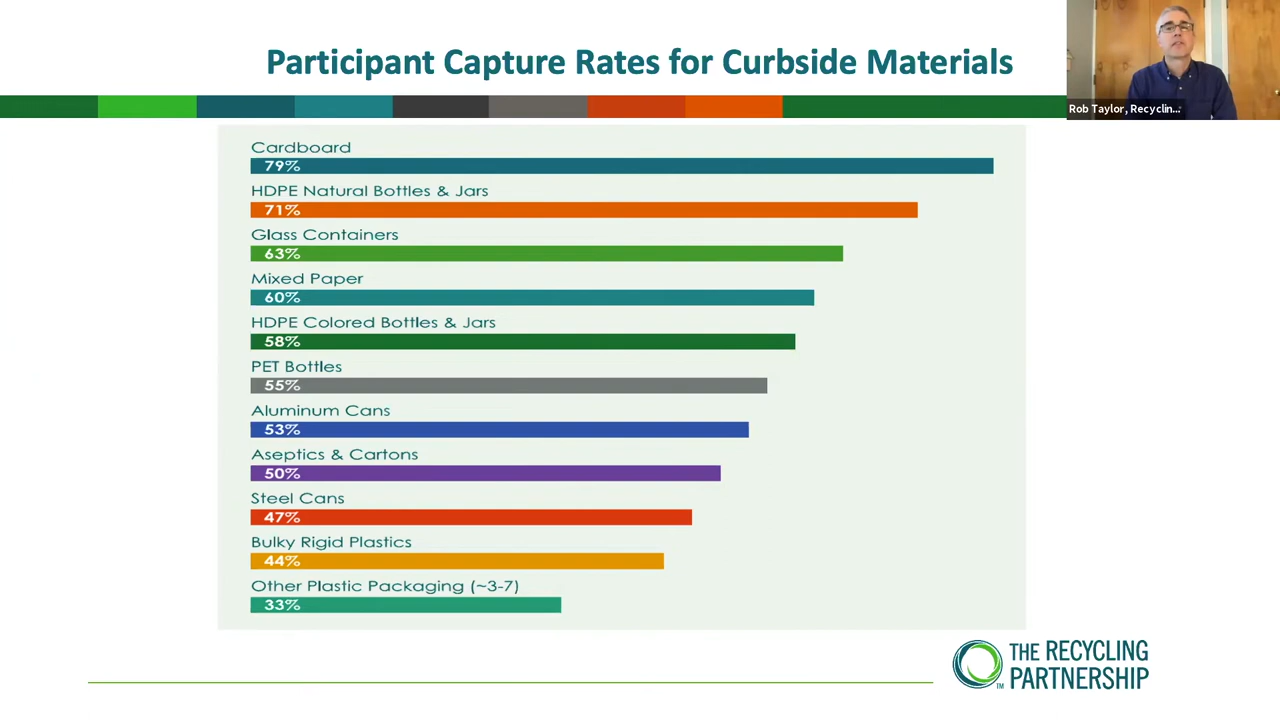 Participant Capture Rates for Curbside Materials
Rob Taylor, Recyclin...
Cardboard
79%
HDPE Natural Bottles & Jars
71%
Glass Containers
63%
Mixed Paper
60%
HDPE Colored Bottles & Jars
58%
PET Bottles
55%
Aluminum Cans
53%
Aseptics & Cartons
50%
Steel Cans
47%
Bulky Rigid Plastics
44%
Other Plastic Packaging (~3-7)
33%
THE RECYCLING
PARTNERSHIP
TM